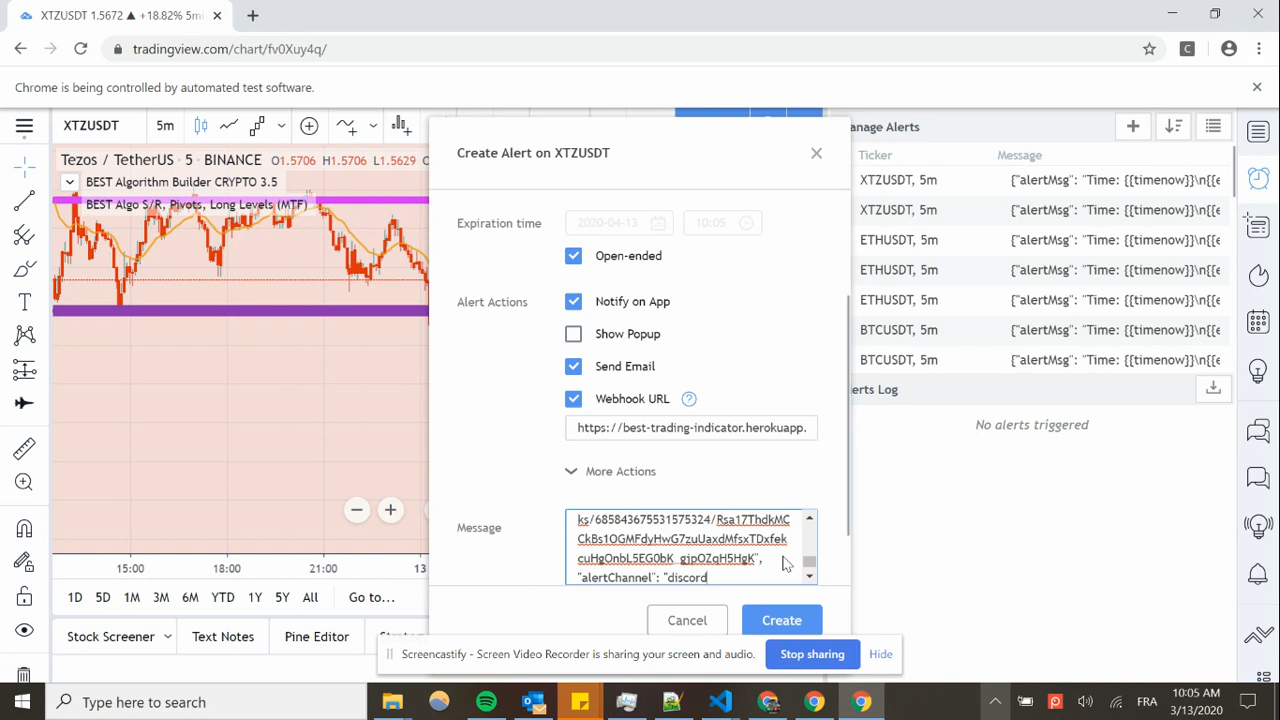 XTZUSDT 1.5672 ▲ +18.82% 5mi
tradingview.com/chart/fv0Xuy4q/
Chrome is being controlled by automated test software.
XTZUSDT 5m
Tezos / TetherUS · 5 · BINANCE O1.5706 H1.5706 L1.5629
BEST Algorithm Builder CRYPTO 3.5
BEST Algo S/R, Pivots, Long Levels (MTF)
15:00 18:00 21:00 13
1D 5D 1M 3M 6M YTD 1Y 5Y All Go to...
Stock Screener Text Notes Pine Editor
Create Alert on XTZUSDT
Expiration time 2020-04-13 10:05
Open-ended
Alert Actions Notify on App
Show Popup
Send Email
Webhook URL ?
https://best-trading-indicator.herokuapp.
More Actions
Message
ks/685843675531575324/Rsa17ThdkMC
CkBs1OGMFdyHwG7zuUaxdMfsxTDxfek
cuHgOnbL5EG0bK_gjpOZqH5HgK",
"alertChannel": "discord
Cancel Create
Screencastify - Screen Video Recorder is sharing your screen and audio. Stop sharing Hide
anage Alerts
Ticker Message
XTZUSDT, 5m {"alertMsg": "Time: {{timenow}}\n{{e
XTZUSDT, 5m {"alertMsg": "Time: {{timenow}}\n{{e
ETHUSDT, 5m {"alertMsg": "Time: {{timenow}}\n{{e
ETHUSDT, 5m {"alertMsg": "Time: {{timenow}}\n{{e
ETHUSDT, 5m {"alertMsg": "Time: {{timenow}}\n{{e
BTCUSDT, 5m {"alertMsg": "Time: {{timenow}}\n{{e
BTCUSDT, 5m {"alertMsg": "Time: {{timenow}}\n{{e
erts Log
No alerts triggered
Type here to search
FRA
10:05 AM
3/13/2020